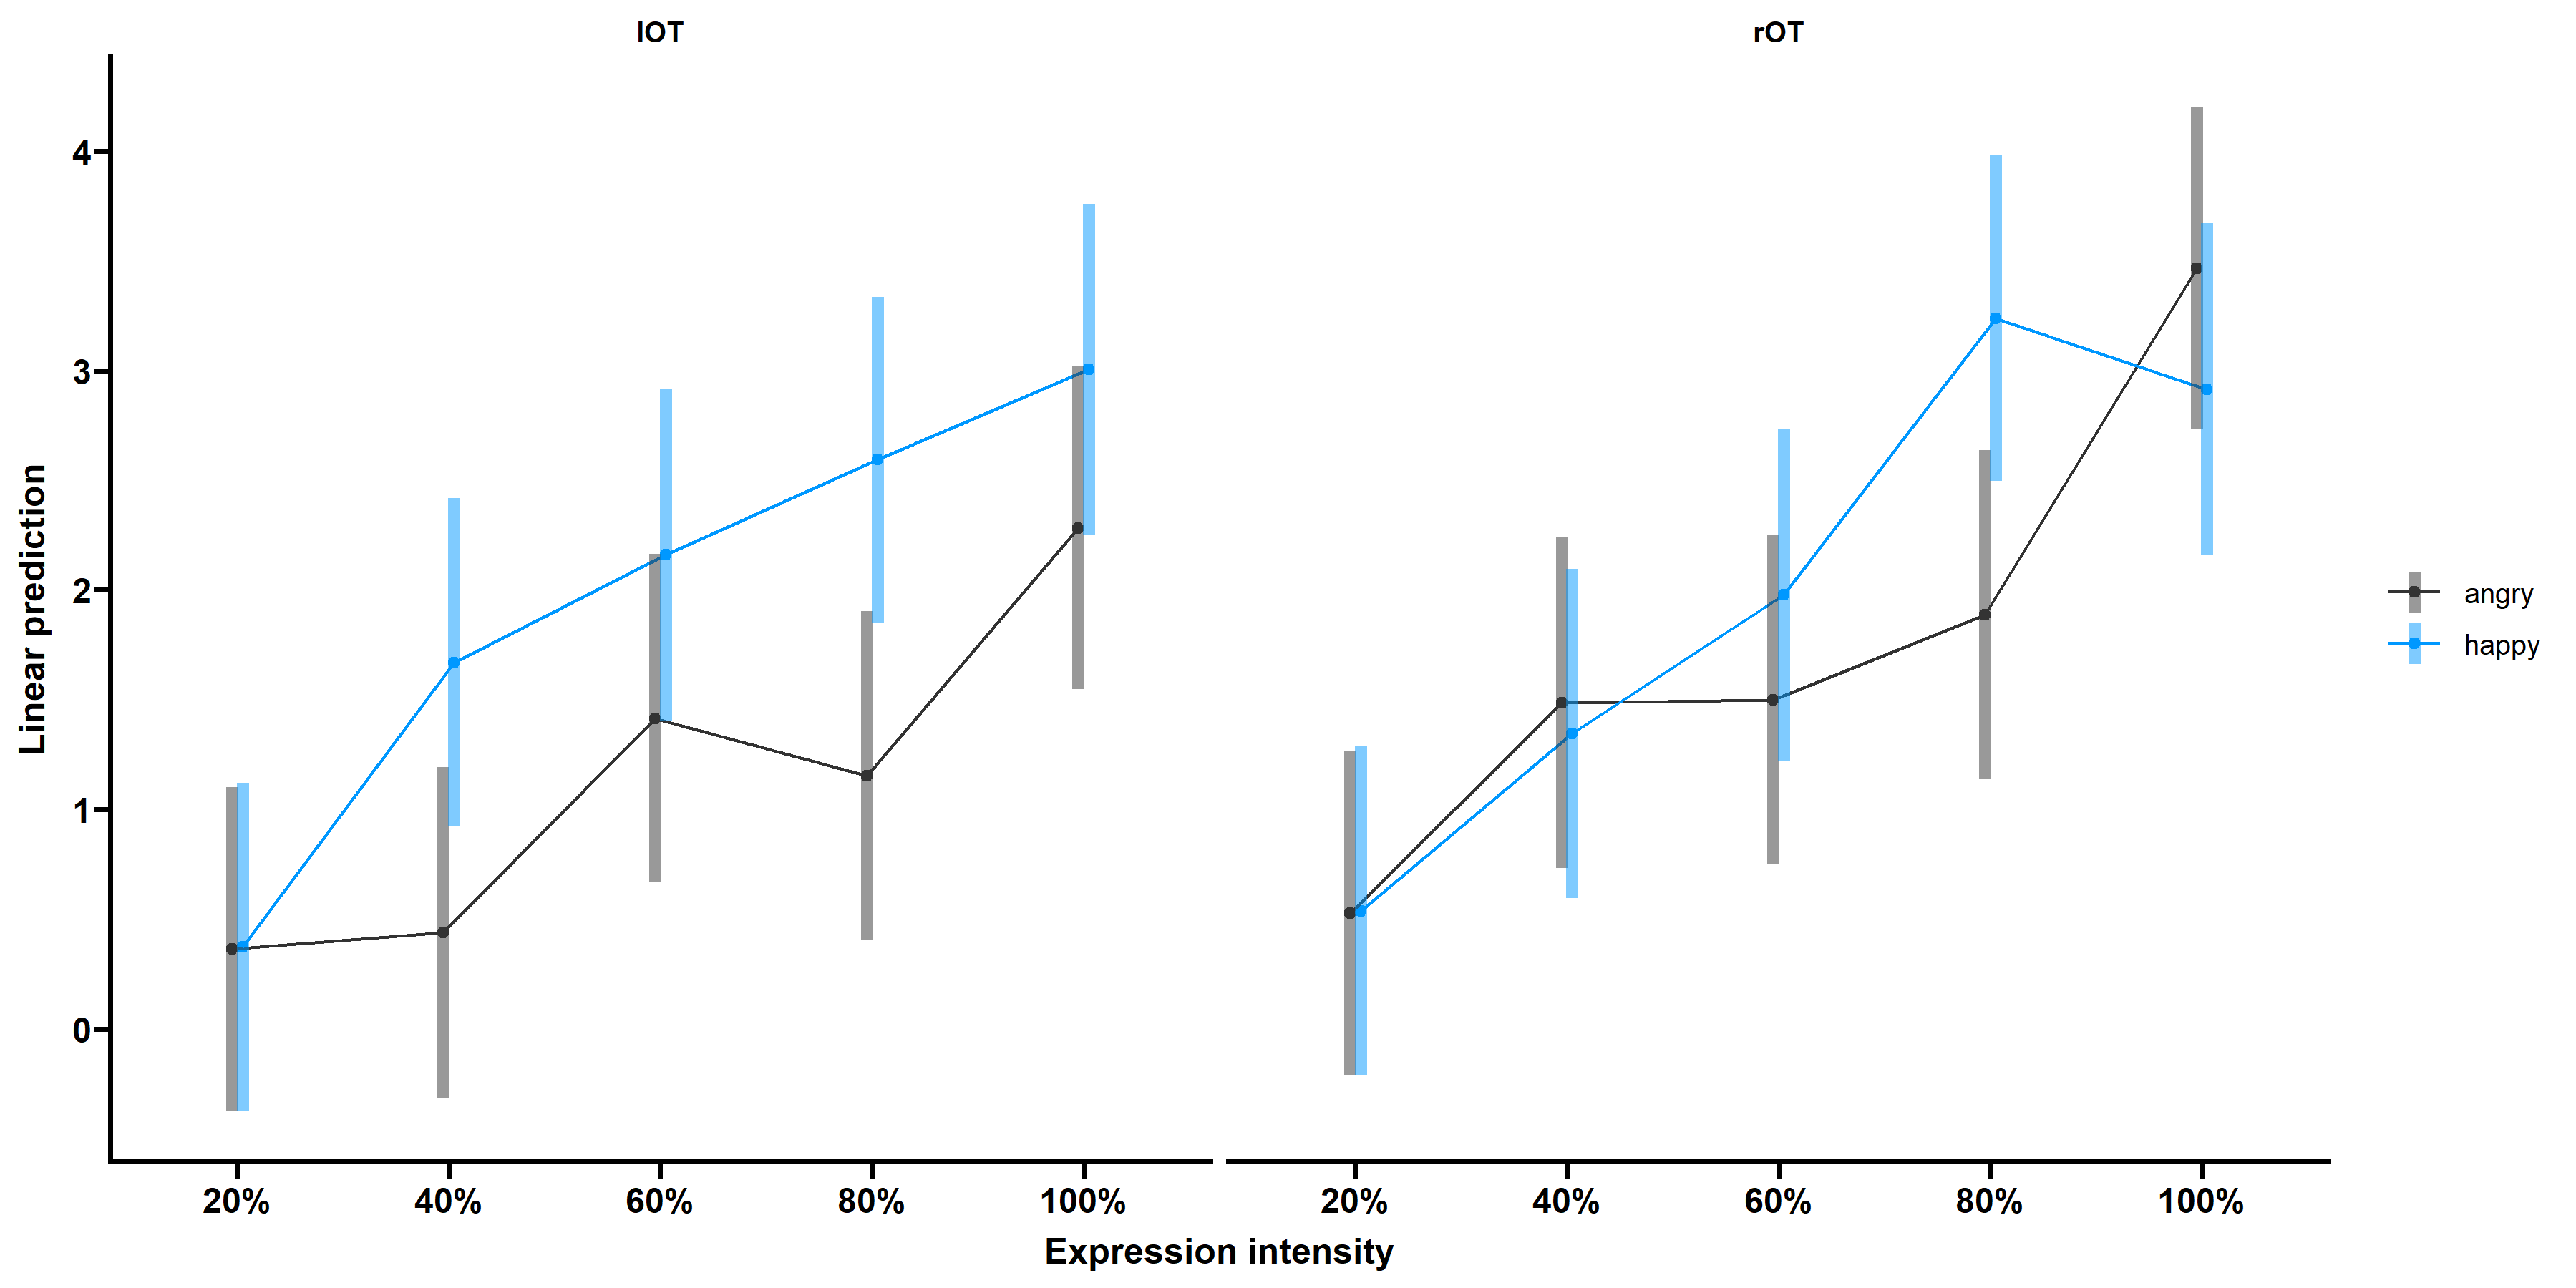 lOT
rOT
Linear prediction
4
3
2
1
0
20% 40% 60% 80% 100%
20% 40% 60% 80% 100%
Expression intensity
angry
happy